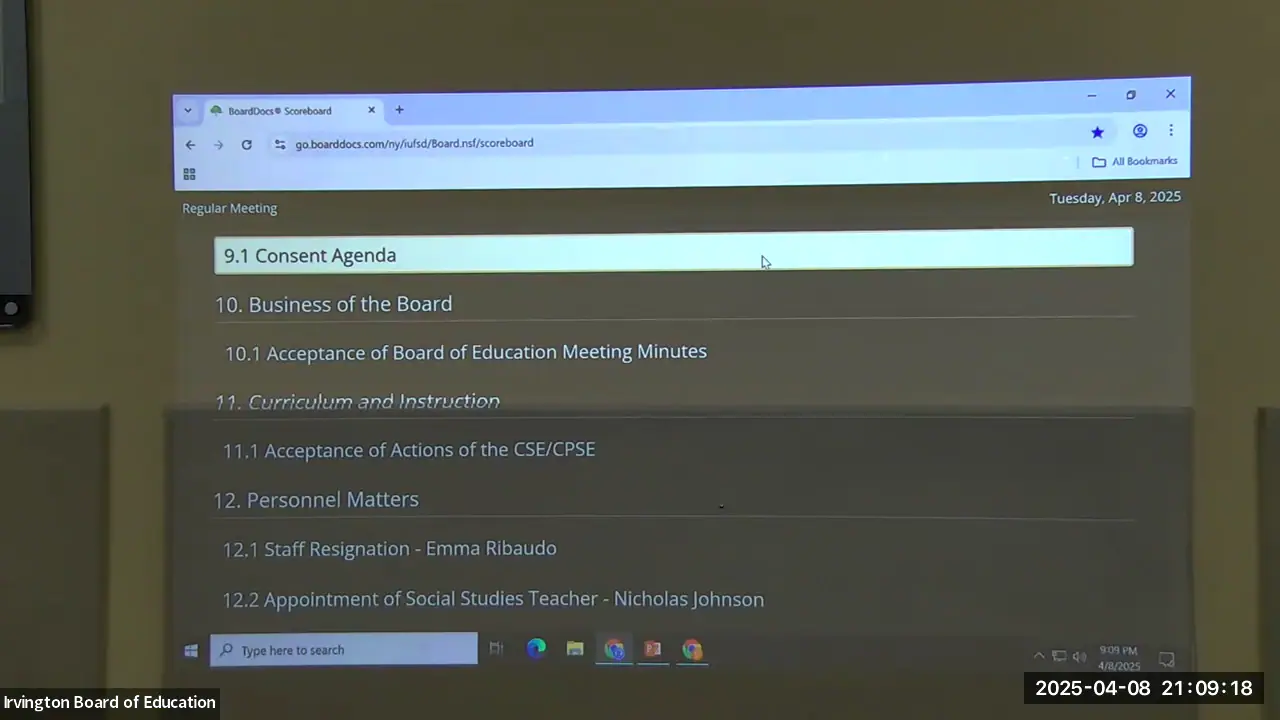 BoardDocs® Scoreboard
go.boarddocs.com/ny/iufsd/Board.nsf/scoreboard
All Bookmarks
Regular Meeting
Tuesday, Apr 8, 2025
9.1 Consent Agenda
10. Business of the Board
10.1 Acceptance of Board of Education Meeting Minutes
11. Curriculum and Instruction
11.1 Acceptance of Actions of the CSE/CPSE
12. Personnel Matters
12.1 Staff Resignation - Emma Ribaudo
12.2 Appointment of Social Studies Teacher - Nicholas Johnson
Type here to search
9:09 PM
4/8/2025
2025-04-08 21:09:18
Irvington Board of Education